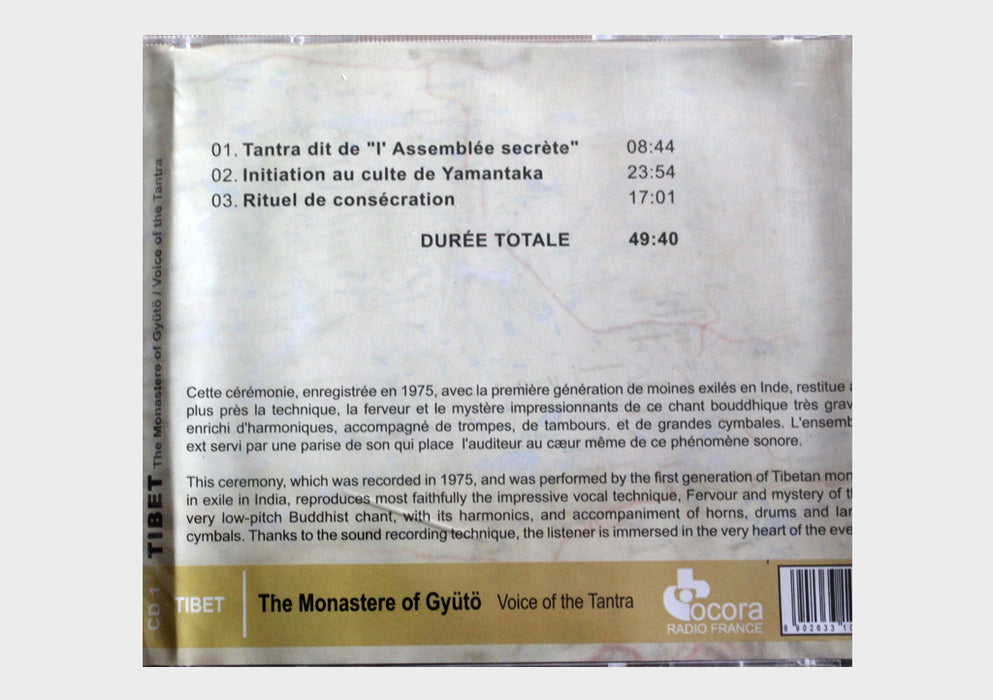 01. Tantra dit de "l' Assemblée secrète" 08:44
02. Initiation au culte de Yamantaka 23:54
03. Rituel de consécration 17:01
DURÉE TOTALE 49:40
Cette cérémonie, enregistrée en 1975, avec la première génération de moines exilés en Inde, restitue
plus près la technique, la ferveur et le mystère impressionnants de ce chant bouddhique très grav
enrichi d'harmoniques, accompagné de trompes, de tambours. et de grandes cymbales. L'ensemb
ext servi par une parise de son qui place l'auditeur au cæur même de ce phénomène sonore.
This ceremony, which was recorded in 1975, and was performed by the first generation of Tibetan mon
in exile in India, reproduces most faithfully the impressive vocal technique, Fervour and mystery of t
very low-pitch Buddhist chant, with its harmonics, and accompaniment of horns, drums and lar
cymbals. Thanks to the sound recording technique, the listener is immersed in the very heart of the eve
TIBET The Monastere of Gyütö Voice of the Tantra
ocora
RADIO FRANCE
8 902633 10
CD 1 TIBET The Monastere of Gyütö / Voice of the Tantra